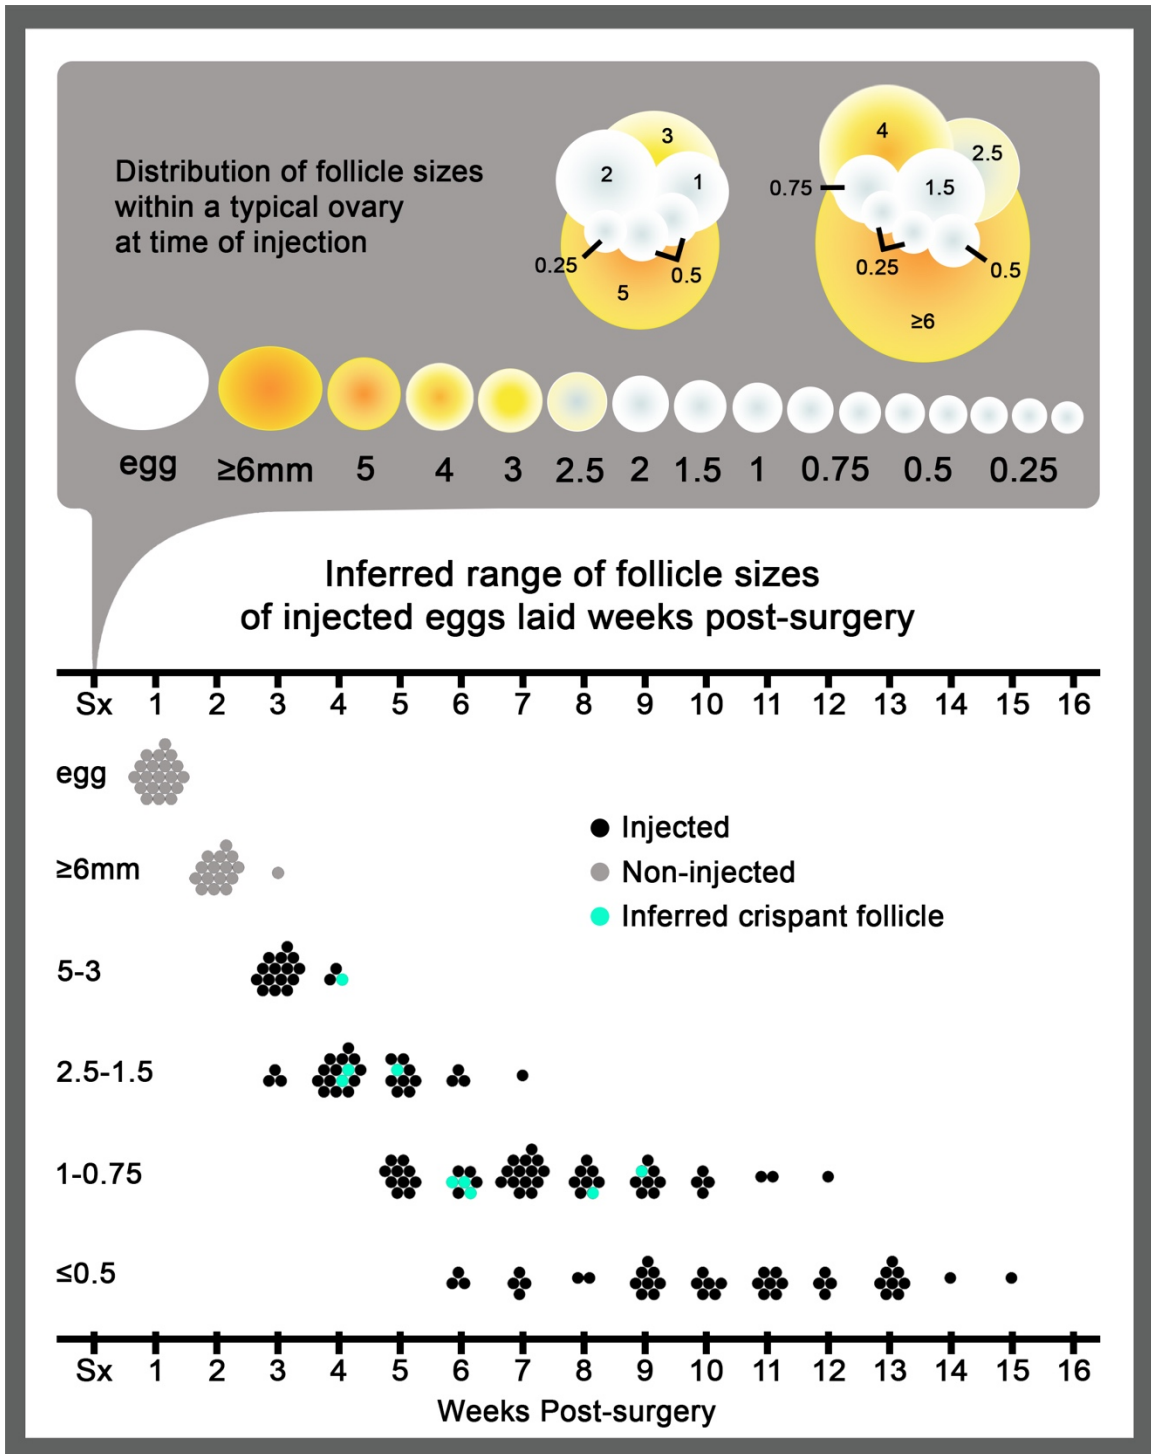 Distribution of follicle sizes
within a typical ovary
at time of injection
3
2
1
0.25
0.5
5
4
2.5
0.75
1.5
0.25
0.5
≥6
egg ≥6mm 5 4 3 2.5 2 1.5 1 0.75 0.5 0.25
Inferred range of follicle sizes
of injected eggs laid weeks post-surgery
Sx 1 2 3 4 5 6 7 8 9 10 11 12 13 14 15 16
egg
Injected
≥6mm
Non-injected
Inferred crispant follicle
5-3
2.5-1.5
1-0.75
≤0.5
Sx 1 2 3 4 5 6 7 8 9 10 11 12 13 14 15 16
Weeks Post-surgery